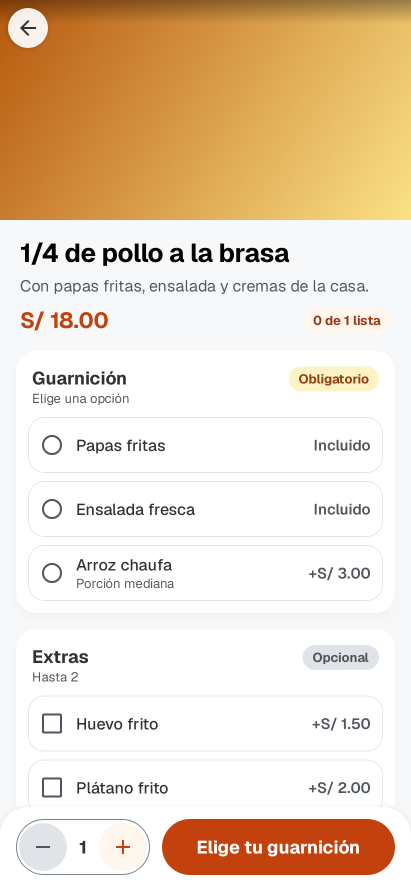 1/4 de pollo a la brasa
Con papas fritas, ensalada y cremas de la casa.
S/ 18.00
0 de 1 lista
Guarnición
Obligatorio
Elige una opción
Papas fritas
Incluido
Ensalada fresca
Incluido
Arroz chaufa
Porción mediana
+S/ 3.00
Extras
Opcional
Hasta 2
Huevo frito
+S/ 1.50
Plátano frito
+S/ 2.00
1
Elige tu guarnición